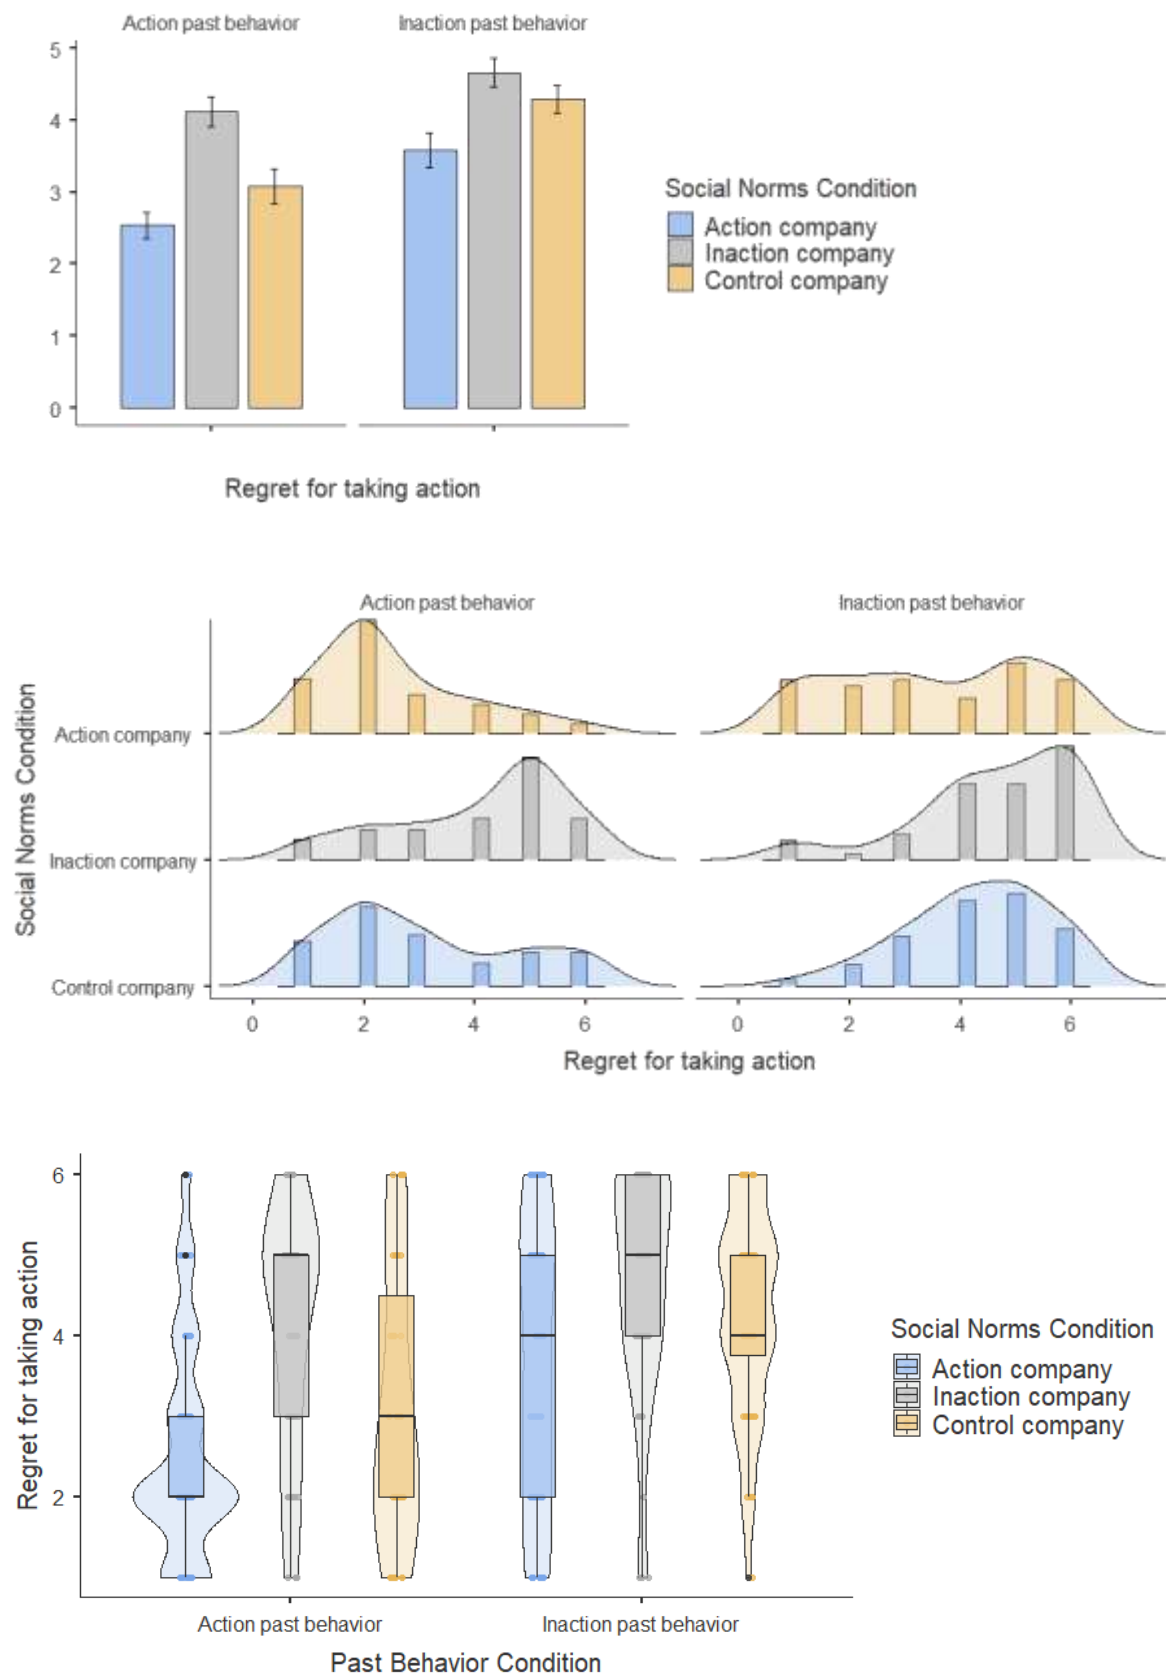 Action past behavior
Inaction past behavior
5
4
3
2
1
0
Social Norms Condition
Action company
Inaction company
Control company
Regret for taking action
Action past behavior
Inaction past behavior
Social Norms Condition
Action company
Inaction company
Control company
0
2
4
6
0
2
4
6
Regret for taking action
6
4
2
Regret for taking action
Social Norms Condition
Action company
Inaction company
Control company
Action past behavior
Inaction past behavior
Past Behavior Condition